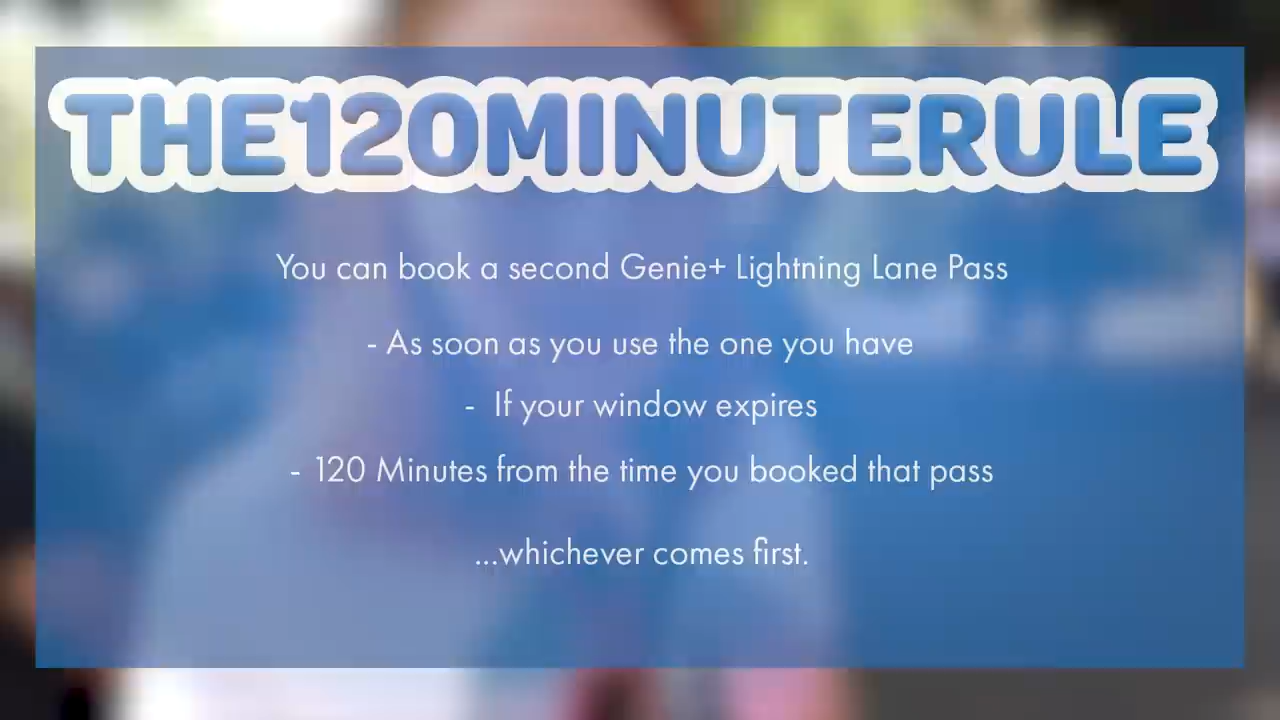 THE120MINUTERULE
You can book a second Genie+ Lightning Lane Pass
- As soon as you use the one you have
- If your window expires
- 120 Minutes from the time you booked that pass
...whichever comes first.